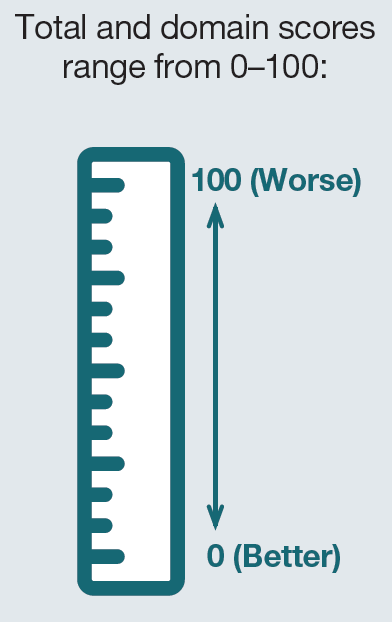 Total and domain scores
range from 0–100:
100 (Worse)
0 (Better)